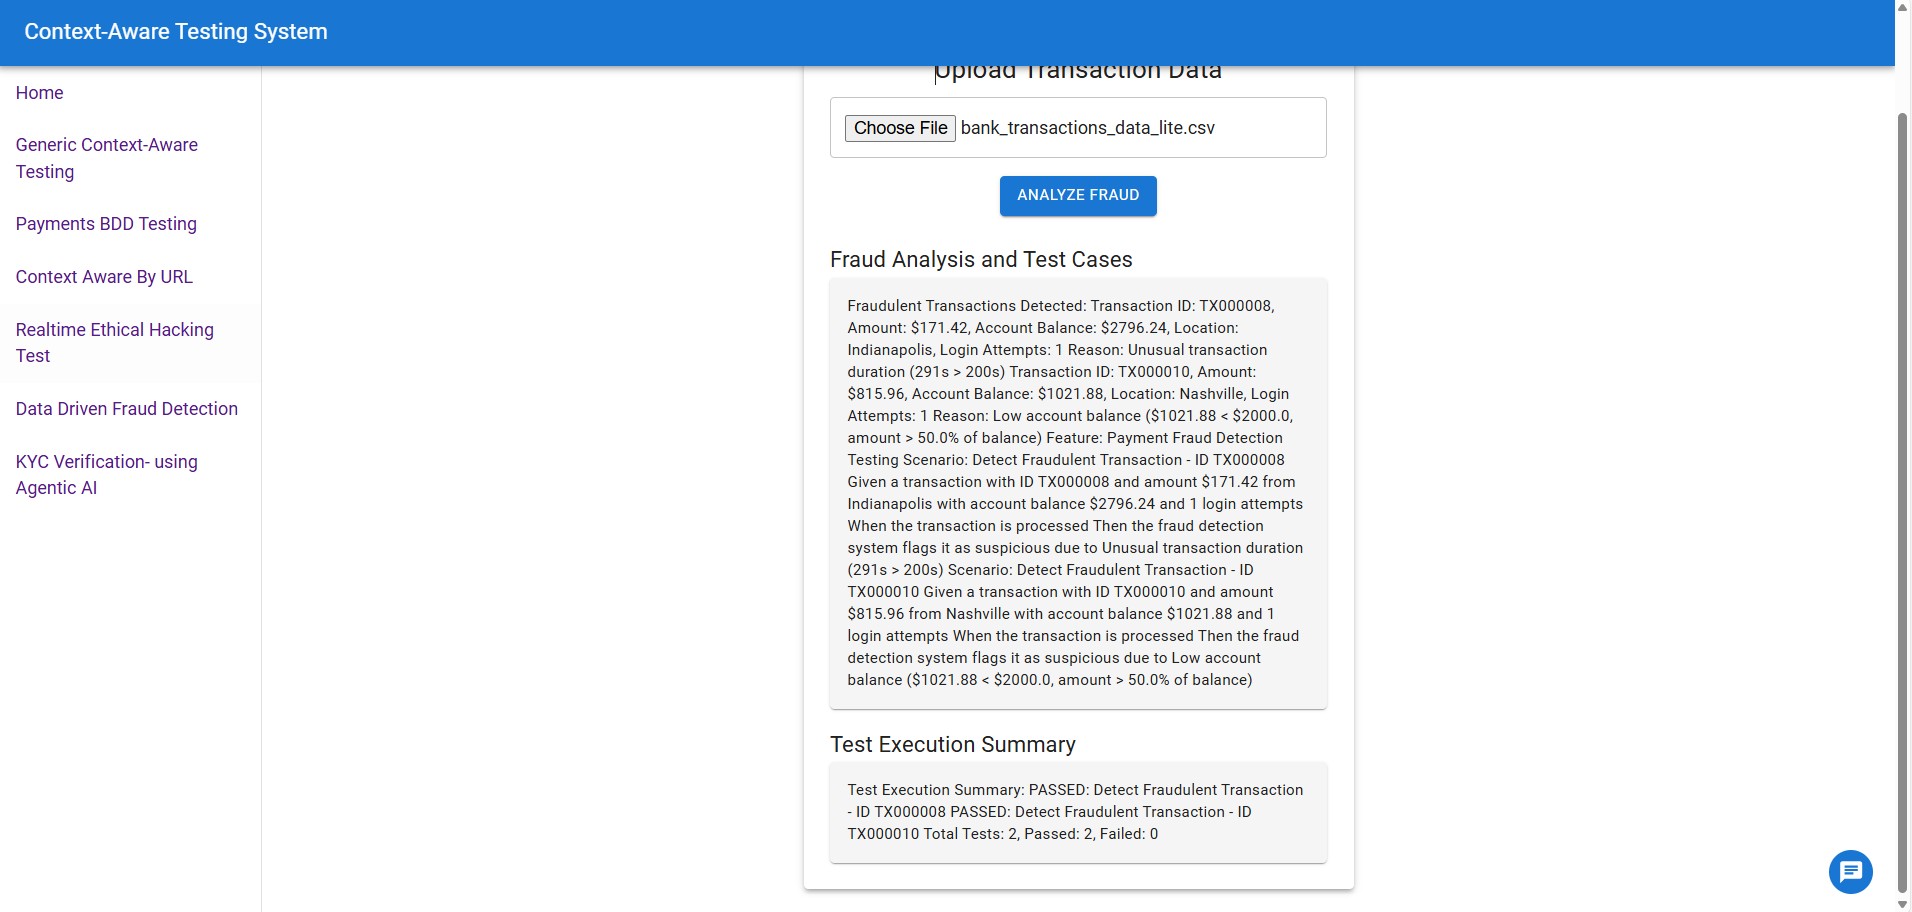 Context-Aware Testing System
Home
Generic Context-Aware
Testing
Payments BDD Testing
Context Aware By URL
Realtime Ethical Hacking
Test
Data Driven Fraud Detection
KYC Verification- using
Agentic AI
Upload Transaction Data
Choose File bank_transactions_data_lite.csv
ANALYZE FRAUD
Fraud Analysis and Test Cases
Fraudulent Transactions Detected: Transaction ID: TX000008,
Amount: $171.42, Account Balance: $2796.24, Location:
Indianapolis, Login Attempts: 1 Reason: Unusual transaction
duration (291s > 200s) Transaction ID: TX000010, Amount:
$815.96, Account Balance: $1021.88, Location: Nashville, Login
Attempts: 1 Reason: Low account balance ($1021.88 < $2000.0,
amount > 50.0% of balance) Feature: Payment Fraud Detection
Testing Scenario: Detect Fraudulent Transaction - ID TX000008
Given a transaction with ID TX000008 and amount $171.42 from
Indianapolis with account balance $2796.24 and 1 login attempts
When the transaction is processed Then the fraud detection
system flags it as suspicious due to Unusual transaction duration
(291s > 200s) Scenario: Detect Fraudulent Transaction - ID
TX000010 Given a transaction with ID TX000010 and amount
$815.96 from Nashville with account balance $1021.88 and 1
login attempts When the transaction is processed Then the fraud
detection system flags it as suspicious due to Low account
balance ($1021.88 < $2000.0, amount > 50.0% of balance)
Test Execution Summary
Test Execution Summary: PASSED: Detect Fraudulent Transaction
- ID TX000008 PASSED: Detect Fraudulent Transaction - ID
TX000010 Total Tests: 2, Passed: 2, Failed: 0